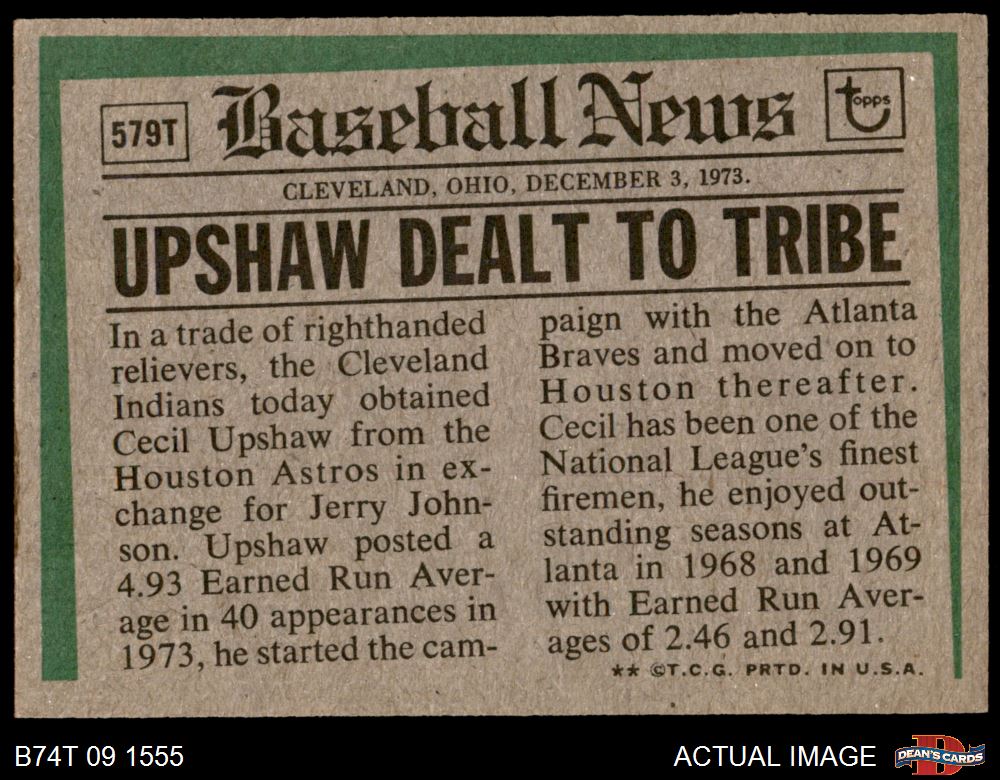 579T
Baseball News
topps
CLEVELAND, OHIO, DECEMBER 3, 1973.
UPSHAW DEALT TO TRIBE
In a trade of righthanded
relievers, the Cleveland
Indians today obtained
Cecil Upshaw from the
Houston Astros in ex-
change for Jerry John-
son. Upshaw posted a
4.93 Earned Run Aver-
age in 40 appearances in
1973, he started the cam-
paign with the Atlanta
Braves and moved on to
Houston thereafter.
Cecil has been one of the
National League's finest
firemen, he enjoyed out-
standing seasons at At-
lanta in 1968 and 1969
with Earned Run Aver-
ages of 2.46 and 2.91.
** ©T.C.G. PRTD. IN U.S.A.
B74T 09 1555
ACTUAL IMAGE
D
DEAN'S CARDS